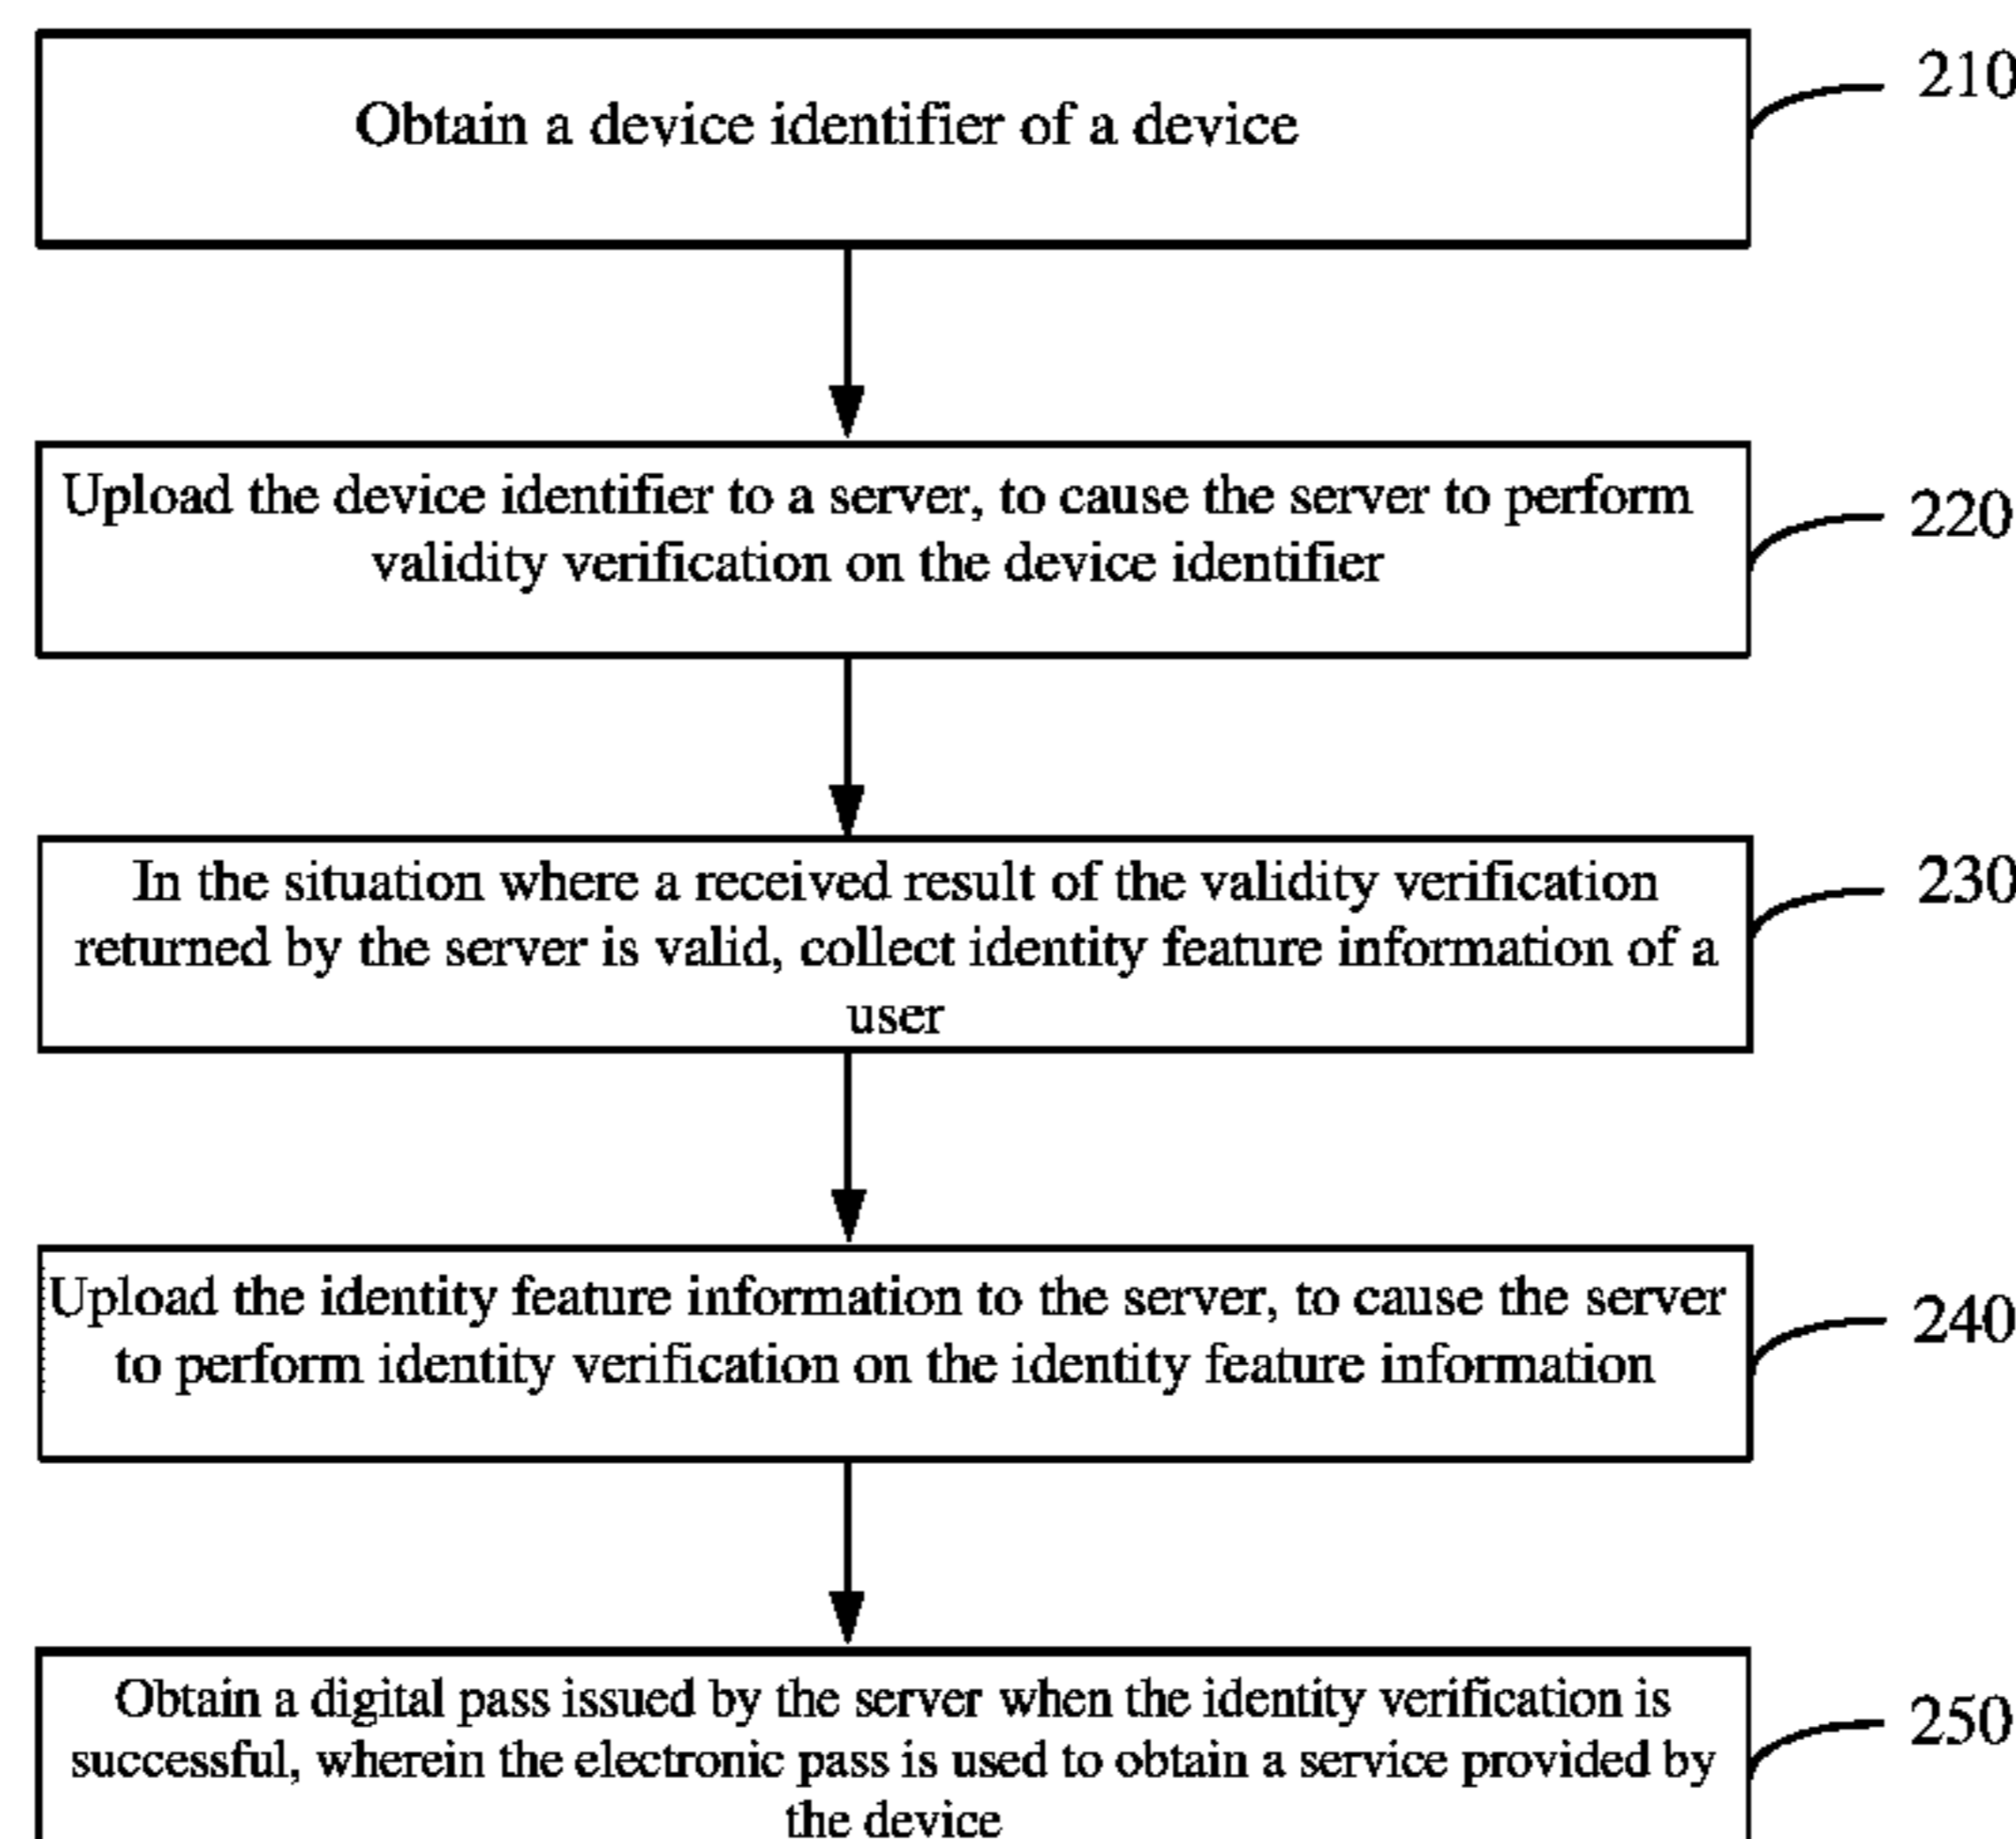 Obtain a device identifier of a device
210
Upload the device identifier to a server, to cause the server to perform
validity verification on the device identifier
220
In the situation where a received result of the validity verification
returned by the server is valid, collect identity feature information of a
user
230
Upload the identity feature information to the server, to cause the server
to perform identity verification on the identity feature information
240
Obtain a digital pass issued by the server when the identity verification is
successful, wherein the electronic pass is used to obtain a service provided by
the device
250